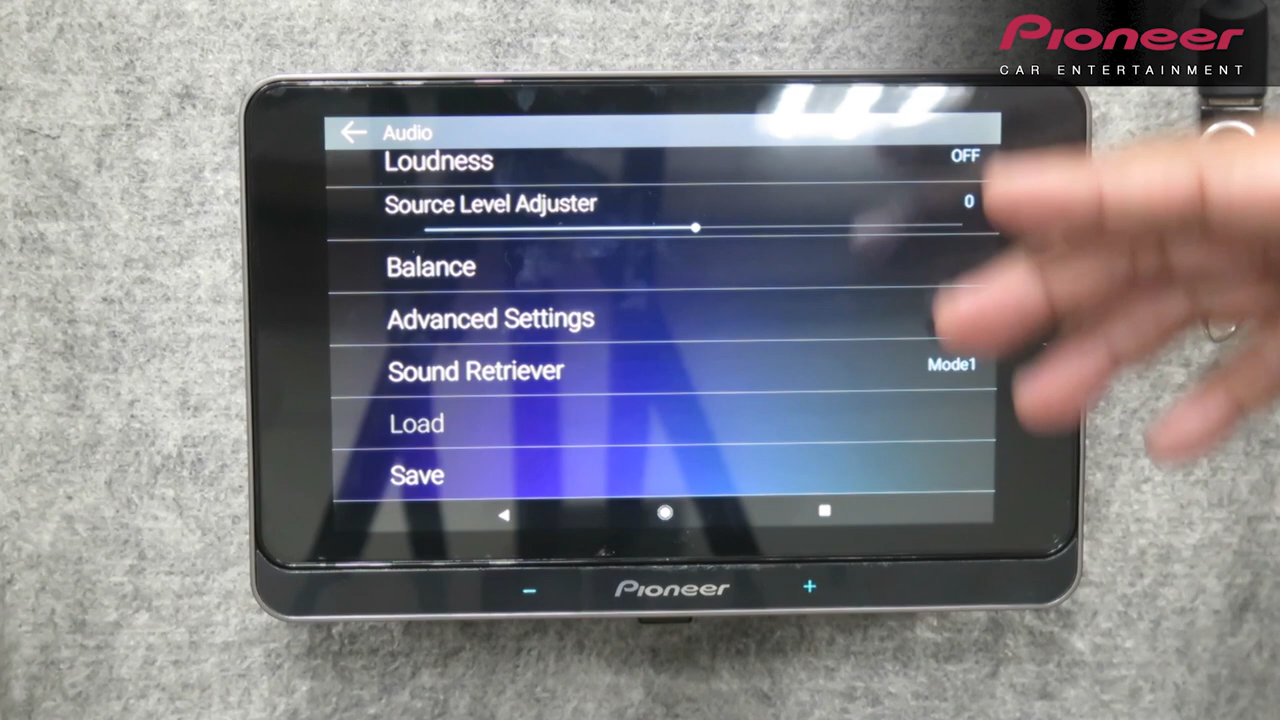 Pioneer
CAR ENTERTAINMENT
Audio
Loudness OFF
Source Level Adjuster 0
Balance
Advanced Settings
Sound Retriever Mode1
Load
Save
- Pioneer +